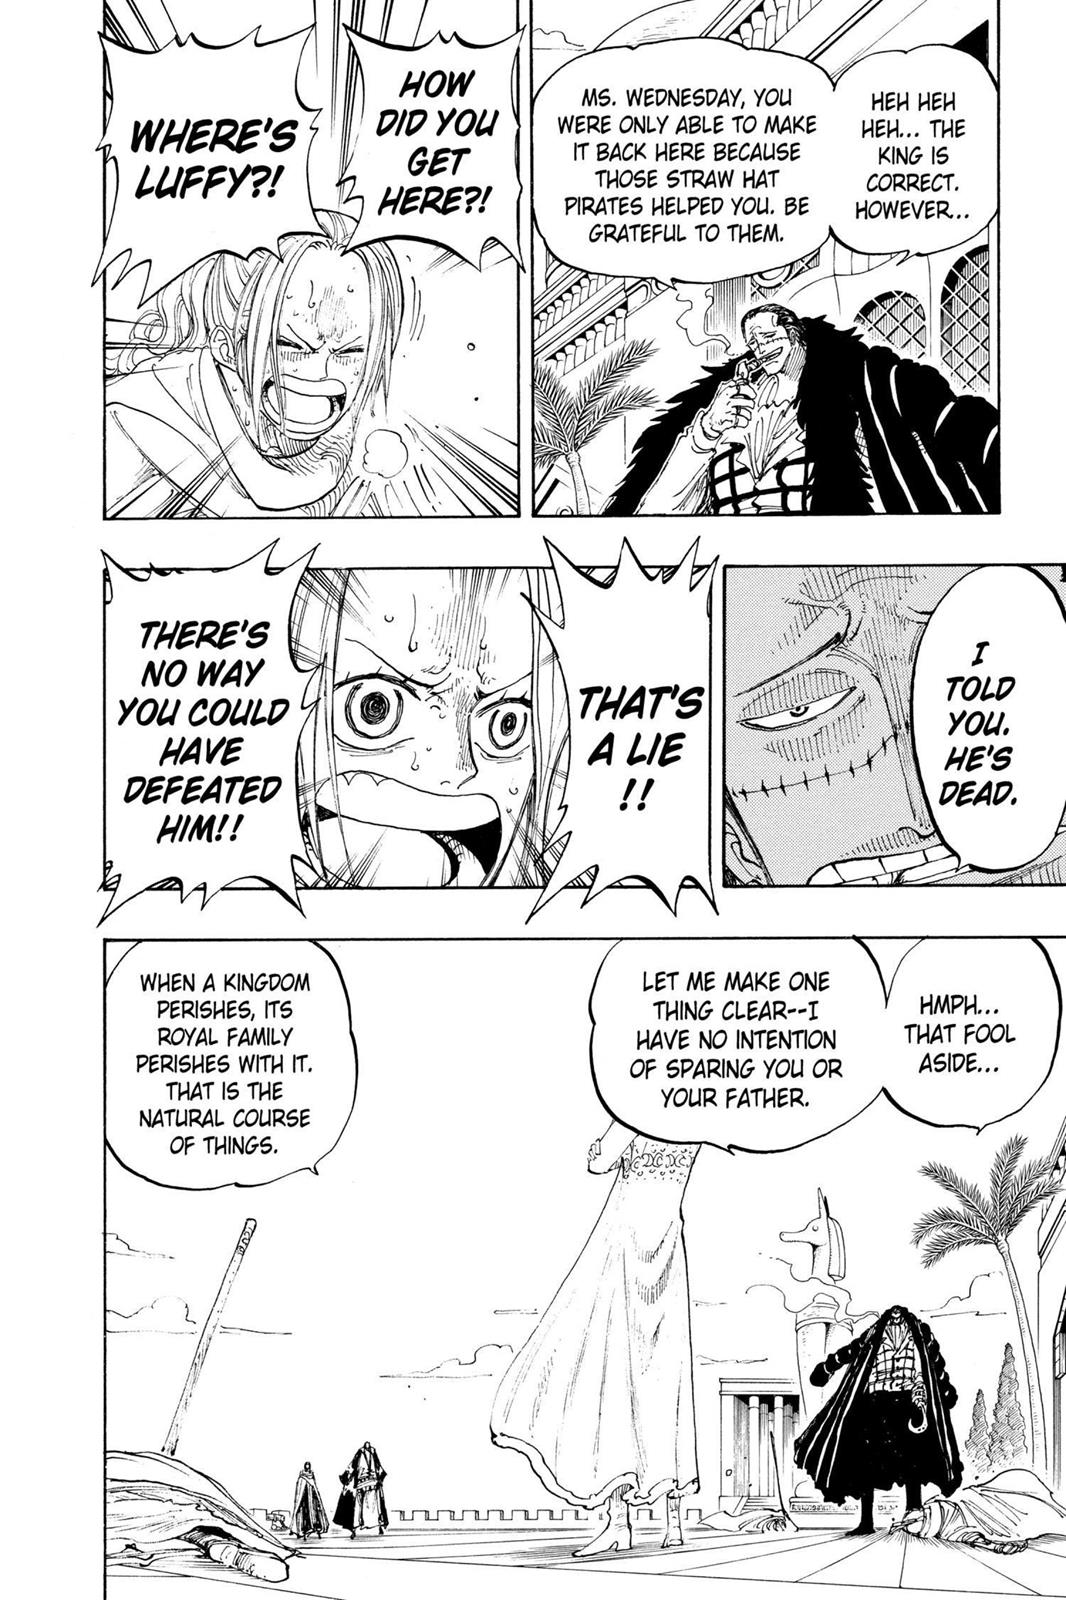 HEH HEH
HEH... THE
KING IS
CORRECT.
HOWEVER...
MS. WEDNESDAY, YOU
WERE ONLY ABLE TO MAKE
IT BACK HERE BECAUSE
THOSE STRAW HAT
PIRATES HELPED YOU. BE
GRATEFUL TO THEM.
HOW
DID YOU
GET
HERE?!
WHERE'S
LUFFY?!
I
TOLD
YOU.
HE'S
DEAD.
THAT'S
A LIE
!!
THERE'S
NO WAY
YOU COULD
HAVE
DEFEATED
HIM!!
HMPH...
THAT FOOL
ASIDE...
LET ME MAKE ONE
THING CLEAR--I
HAVE NO INTENTION
OF SPARING YOU OR
YOUR FATHER.
WHEN A KINGDOM
PERISHES, ITS
ROYAL FAMILY
PERISHES WITH IT.
THAT IS THE
NATURAL COURSE
OF THINGS.